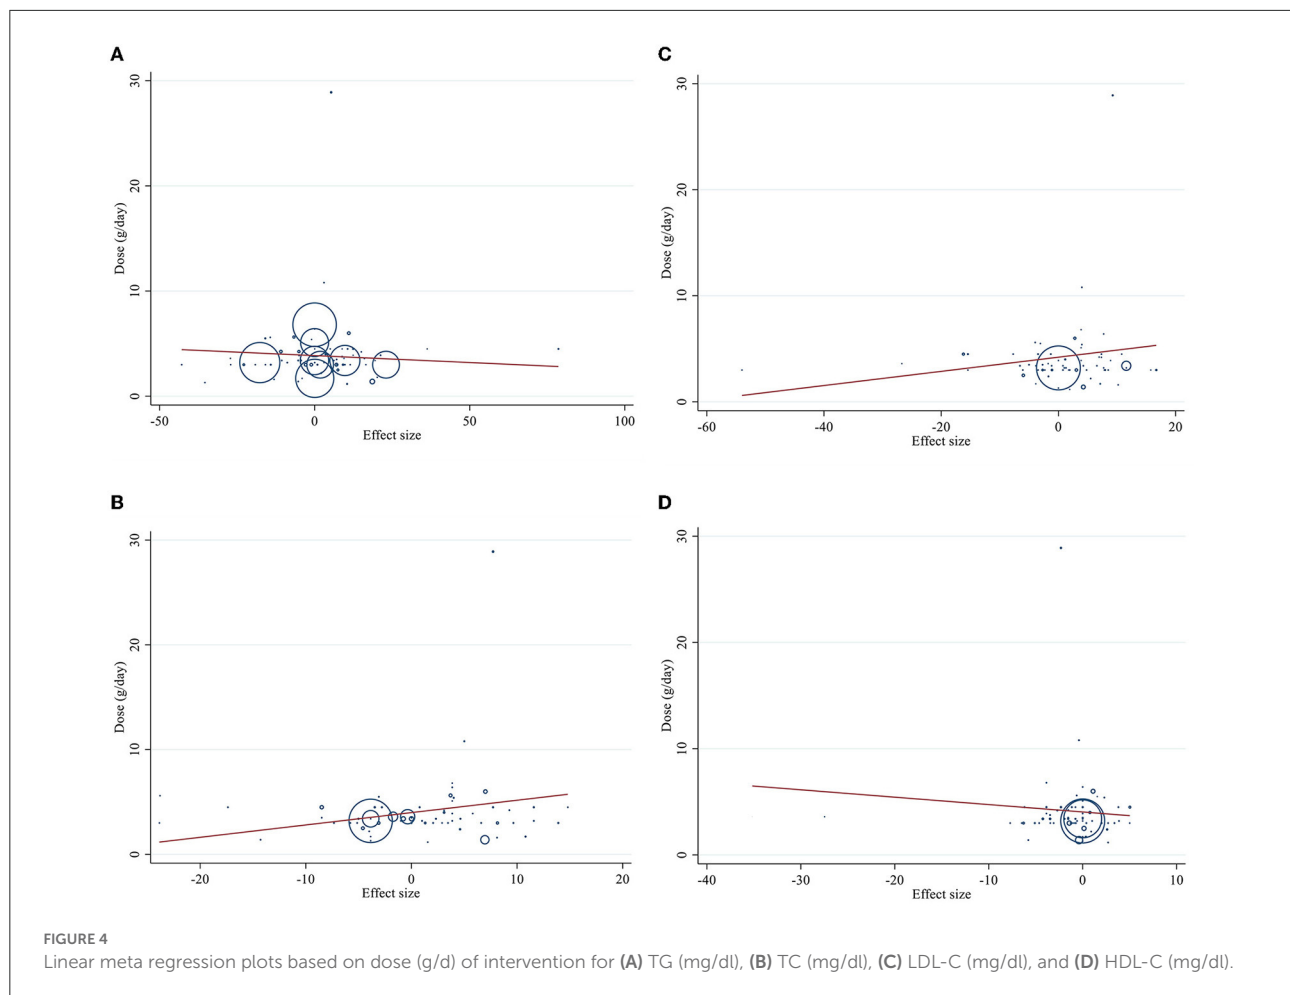 A
30
20
10
0
Dose (g/day)
-50
0
50
100
Effect size
C
30
20
10
0
Dose (g/day)
-60
-40
-20
0
20
Effect size
B
30
20
10
0
Dose (g/day)
-20
-10
0
10
20
Effect size
D
30
20
10
0
Dose (g/day)
-40
-30
-20
-10
0
10
Effect size
FIGURE 4
Linear meta regression plots based on dose (g/d) of intervention for (A) TG (mg/dl), (B) TC (mg/dl), (C) LDL-C (mg/dl), and (D) HDL-C (mg/dl).